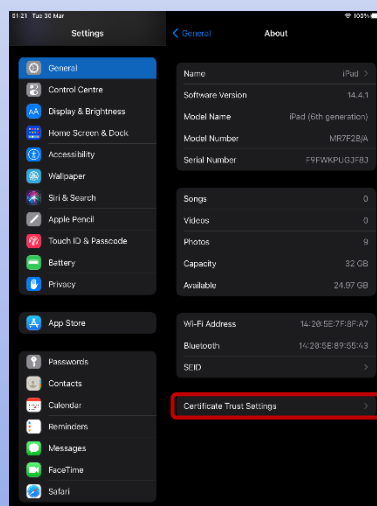 01:21 Tue 30 Mar
100%
Settings
General
Control Centre
AA Display & Brightness
Home Screen & Dock
Accessibility
Wallpaper
Siri & Search
Apple Pencil
Touch ID & Passcode
Battery
Privacy
App Store
Passwords
Contacts
Calendar
Reminders
Messages
FaceTime
Safari
General
About
Name iPad
Software Version 14.4.1
Model Name iPad (6th generation)
Model Number MR7F2B/A
Serial Number F9FWKPUGJF8J
Songs 0
Videos 0
Photos 9
Capacity 32 GB
Available 24.97 GB
Wi-Fi Address 14:20:5E:7F:8F:A7
Bluetooth 14:20:5E:89:55:43
SEID
Certificate Trust Settings